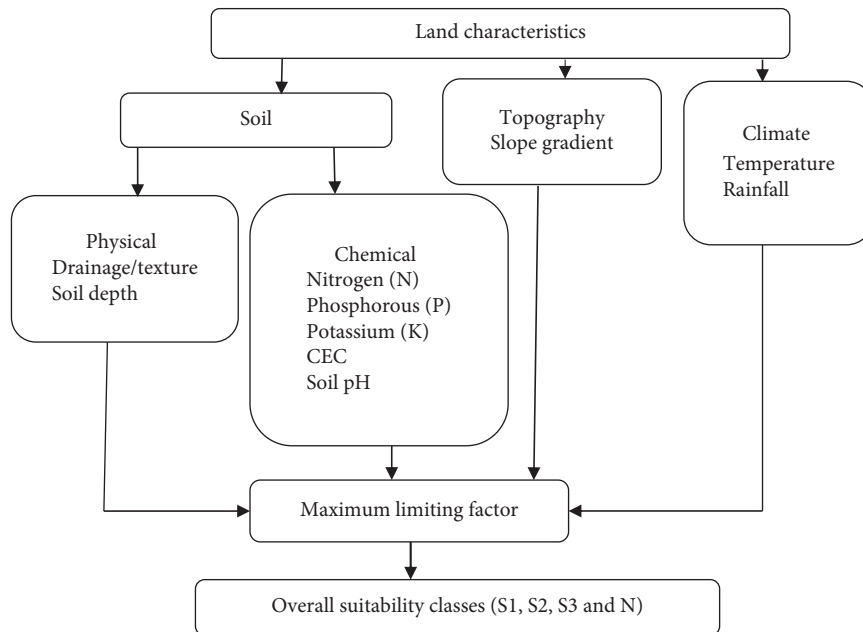 Land characteristics
Soil
Topography
Slope gradient
Climate
Temperature
Rainfall
Physical
Drainage/texture
Soil depth
Chemical
Nitrogen (N)
Phosphorous (P)
Potassium (K)
CEC
Soil pH
Maximum limiting factor
Overall suitability classes (S1, S2, S3 and N)